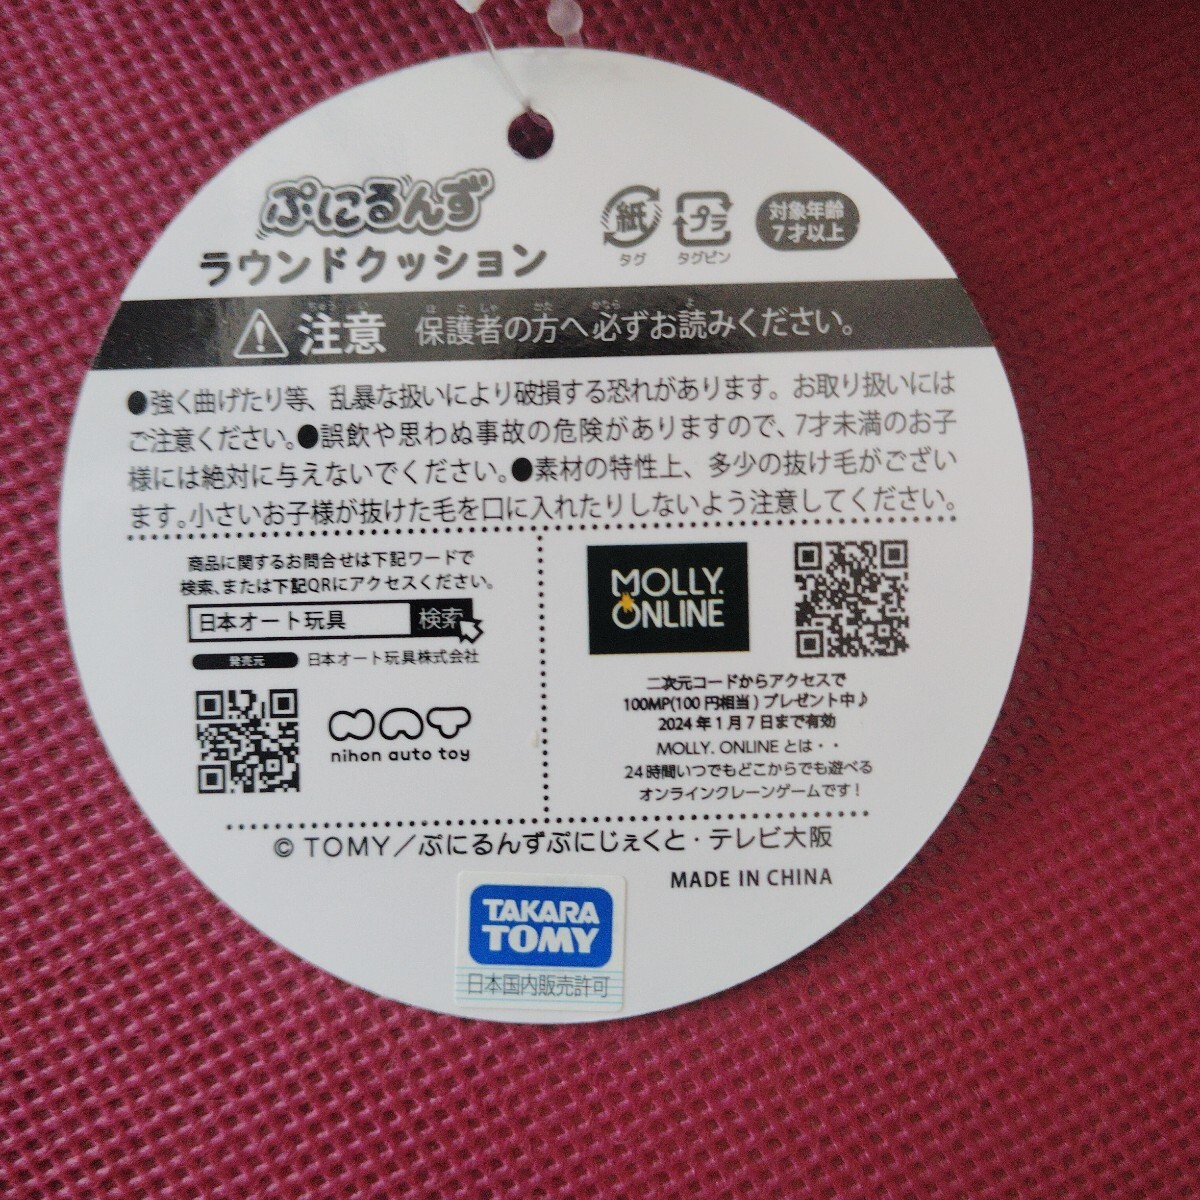 ぷにるんず
ラウンドクッション
紙
タグ
プラ
タグピン
対象年齢
7才以上
注意 保護者の方へ必ずお読みください。
●強く曲げたり等、乱暴な扱いにより破損する恐れがあります。お取り扱いには
ご注意ください。●誤飲や思わぬ事故の危険がありますので、7才未満のお子
様には絶対に与えないでください。●素材の特性上、多少の抜け毛がござい
ます。小さいお子様が抜けた毛を口に入れたりしないよう注意してください。
商品に関するお問合せは下記ワードで
検索、または下記QRにアクセスください。
日本オート玩具 検索
発売元 日本オート玩具株式会社
NAT
nihon auto toy
MOLLY.
ONLINE
二次元コードからアクセスで
100MP(100円相当)プレゼント中♪
2024年1月7日まで有効
MOLLY. ONLINE とは・・
24時間いつでもどこからでも遊べる
オンラインクレーンゲームです!
© TOMY/ぷにるんずぷにじぇくと・テレビ大阪
MADE IN CHINA
TAKARA
TOMY
日本国内販売許可